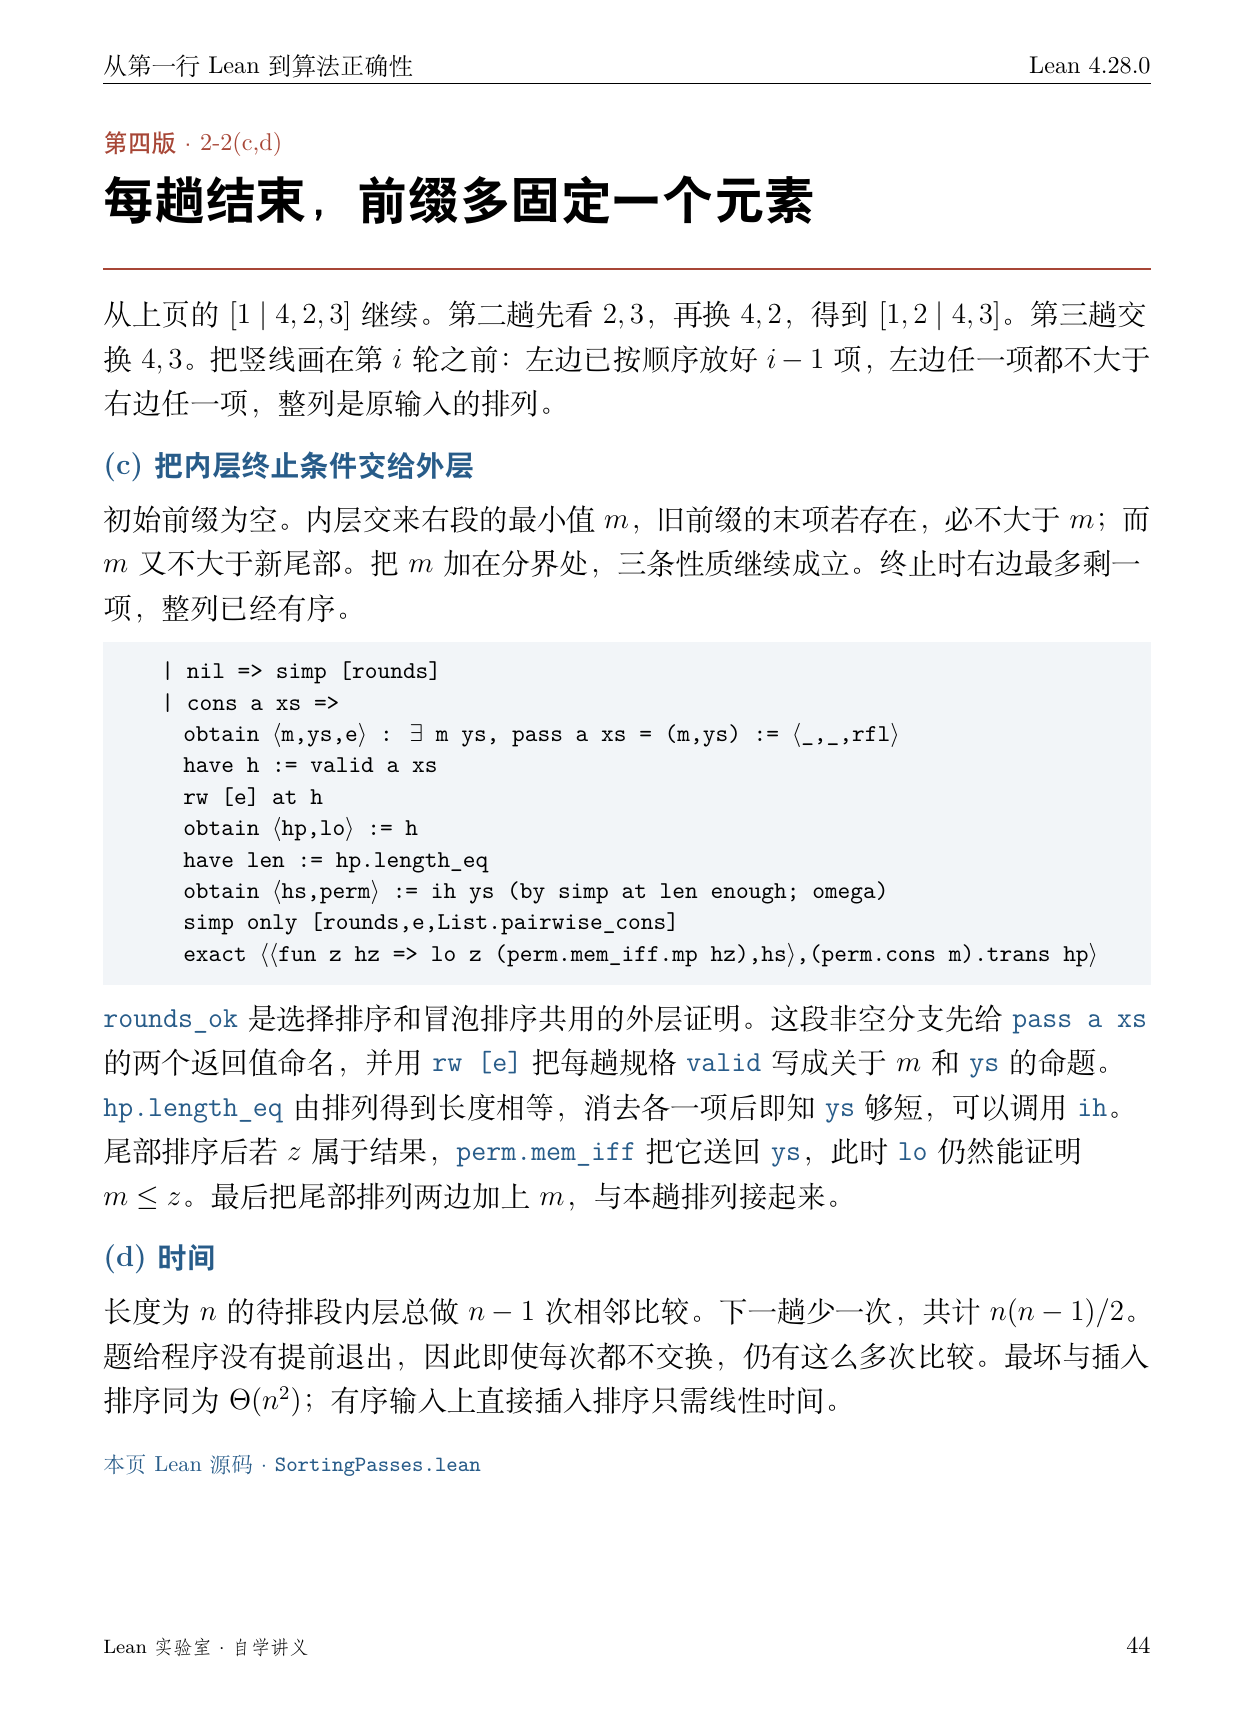 从第一行 Lean 到算法正确性
Lean 4.28.0
第四版 · 2-2(c,d)
每趟结束，前缀多固定一个元素
从上页的 [1 | 4, 2, 3] 继续。第二趟先看 2, 3，再换 4, 2，得到 [1, 2 | 4, 3]。第三趟交
换 4, 3。把竖线画在第 i 轮之前：左边已按顺序放好 i − 1 项，左边任一项都不大于
右边任一项，整列是原输入的排列。
(c) 把内层终止条件交给外层
初始前缀为空。内层交来右段的最小值 m，旧前缀的末项若存在，必不大于 m；而
m 又不大于新尾部。把 m 加在分界处，三条性质继续成立。终止时右边最多剩一
项，整列已经有序。
| nil => simp [rounds]
| cons a xs =>
obtain ⟨m,ys,e⟩ : ∃ m ys, pass a xs = (m,ys) := ⟨_,_,rfl⟩
have h := valid a xs
rw [e] at h
obtain ⟨hp,lo⟩ := h
have len := hp.length_eq
obtain ⟨hs,perm⟩ := ih ys (by simp at len enough; omega)
simp only [rounds,e,List.pairwise_cons]
exact ⟨⟨fun z hz => lo z (perm.mem_iff.mp hz),hs⟩,(perm.cons m).trans hp⟩
rounds_ok 是选择排序和冒泡排序共用的外层证明。这段非空分支先给 pass a xs
的两个返回值命名，并用 rw [e] 把每趟规格 valid 写成关于 m 和 ys 的命题。
hp.length_eq 由排列得到长度相等，消去各一项后即知 ys 够短，可以调用 ih。
尾部排序后若 z 属于结果，perm.mem_iff 把它送回 ys，此时 lo 仍然能证明
m ≤ z。最后把尾部排列两边加上 m，与本趟排列接起来。
(d) 时间
长度为 n 的待排段内层总做 n − 1 次相邻比较。下一趟少一次，共计 n(n − 1)/2。
题给程序没有提前退出，因此即使每次都不交换，仍有这么多次比较。最坏与插入
排序同为 Θ(n²)；有序输入上直接插入排序只需线性时间。
本页 Lean 源码 · SortingPasses.lean
Lean 实验室 · 自学讲义
44